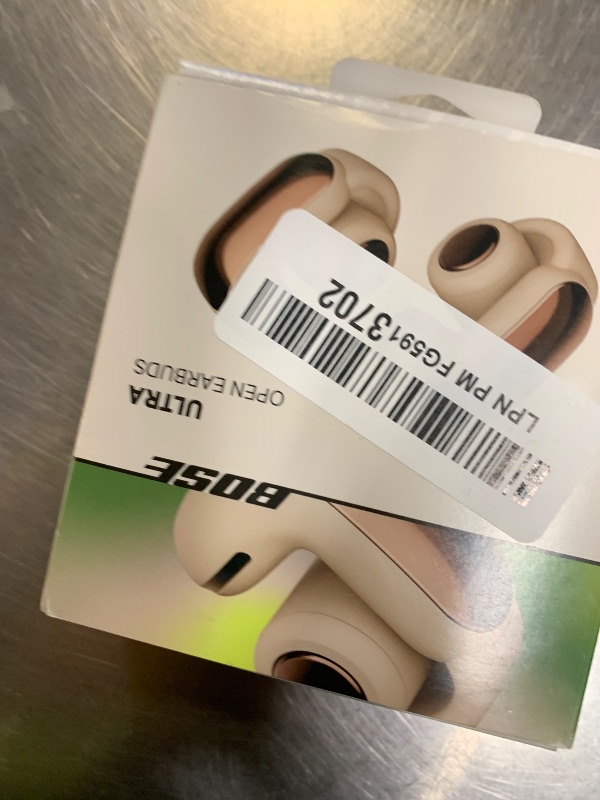 BOSE
ULTRA
OPEN EARBUDS
LPN PM FG5913702